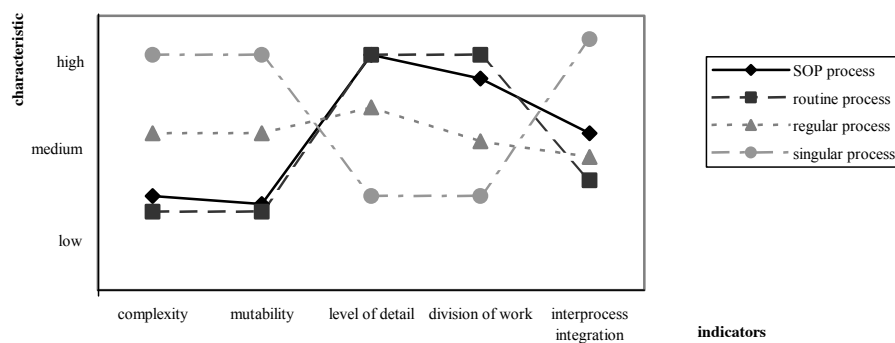 characteristic
high
medium
low
complexity
mutability
level of detail
division of work
interprocess
integration
indicators
SOP process
routine process
regular process
singular process